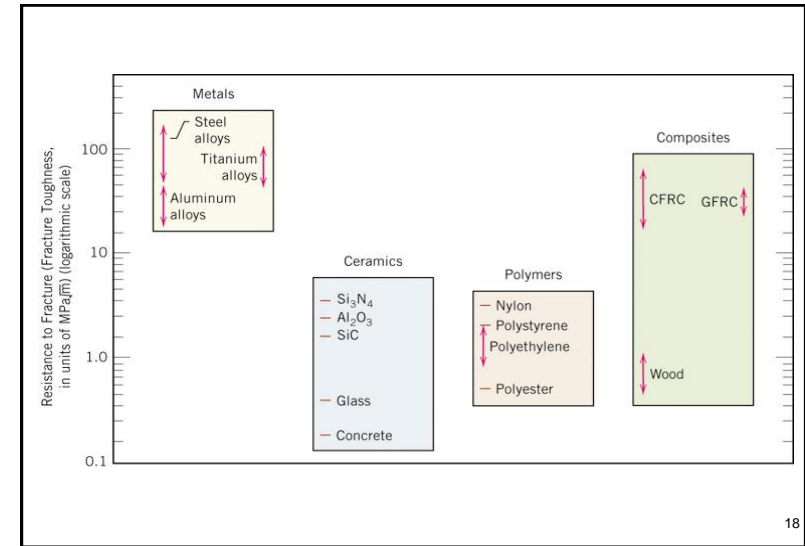 Resistance to Fracture (Fracture Toughness,
in units of MPa√m) (logarithmic scale)
100
10
1.0
0.1
Metals
Steel
alloys
Titanium
alloys
Aluminum
alloys
Ceramics
Si₃N₄
Al₂O₃
SiC
Glass
Concrete
Polymers
Nylon
Polystyrene
Polyethylene
Polyester
Composites
CFRC
GFRC
Wood
18